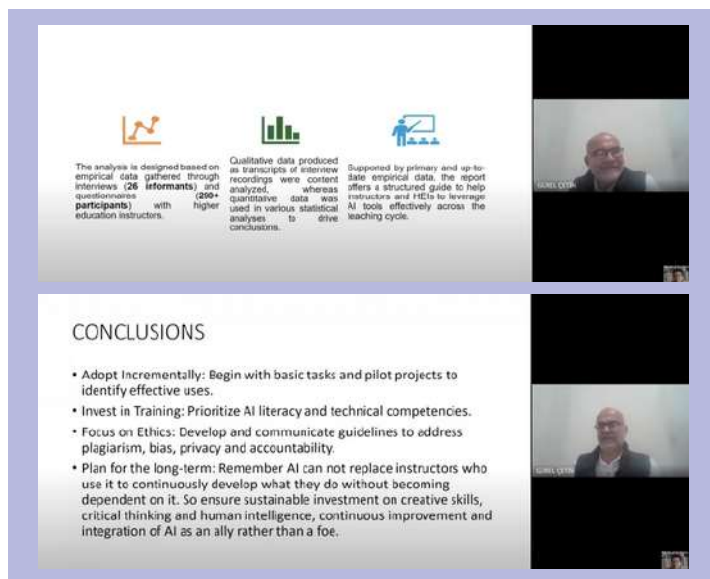 The analysis is designed based on
empirical data gathered through
interviews (26 informants) and
questionnaires (200+
participants) with higher
education instructors.
Qualitative data produced
as transcripts of interview
recordings were content
analyzed, whereas
quantitative data was
used in various statistical
analyses to drive
conclusions.
Supported by primary and up-to-
date empirical data, the report
offers a structured guide to help
instructors and HEIs to leverage
AI tools effectively across the
teaching cycle.
GÜREL ÇETİN
CONCLUSIONS
• Adopt Incrementally: Begin with basic tasks and pilot projects to
identify effective uses.
• Invest in Training: Prioritize AI literacy and technical competencies.
• Focus on Ethics: Develop and communicate guidelines to address
plagiarism, bias, privacy and accountability.
• Plan for the long-term: Remember AI can not replace instructors who
use it to continuously develop what they do without becoming
dependent on it. So ensure sustainable investment on creative skills,
critical thinking and human intelligence, continuous improvement and
integration of AI as an ally rather than a foe.
GÜREL ÇETİN